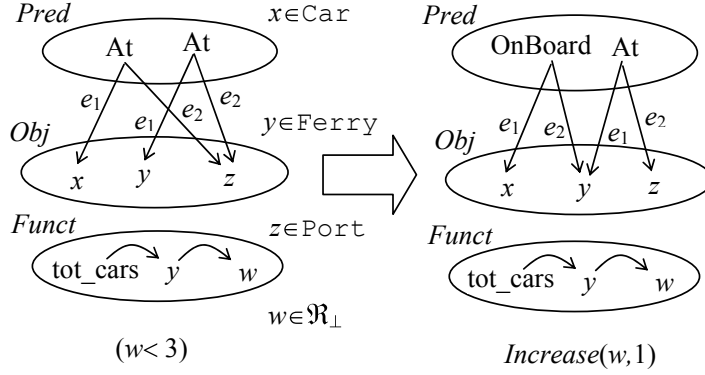 Pred
x∈Car
At At
e₁ e₁ e₂ e₂
Obj
y∈Ferry
x y z
z∈Port
Funct
tot_cars y w
w∈ℜ⊥
(w< 3)
Pred
OnBoard At
e₁ e₂ e₁ e₂
Obj
x y z
Funct
tot_cars y w
Increase(w,1)